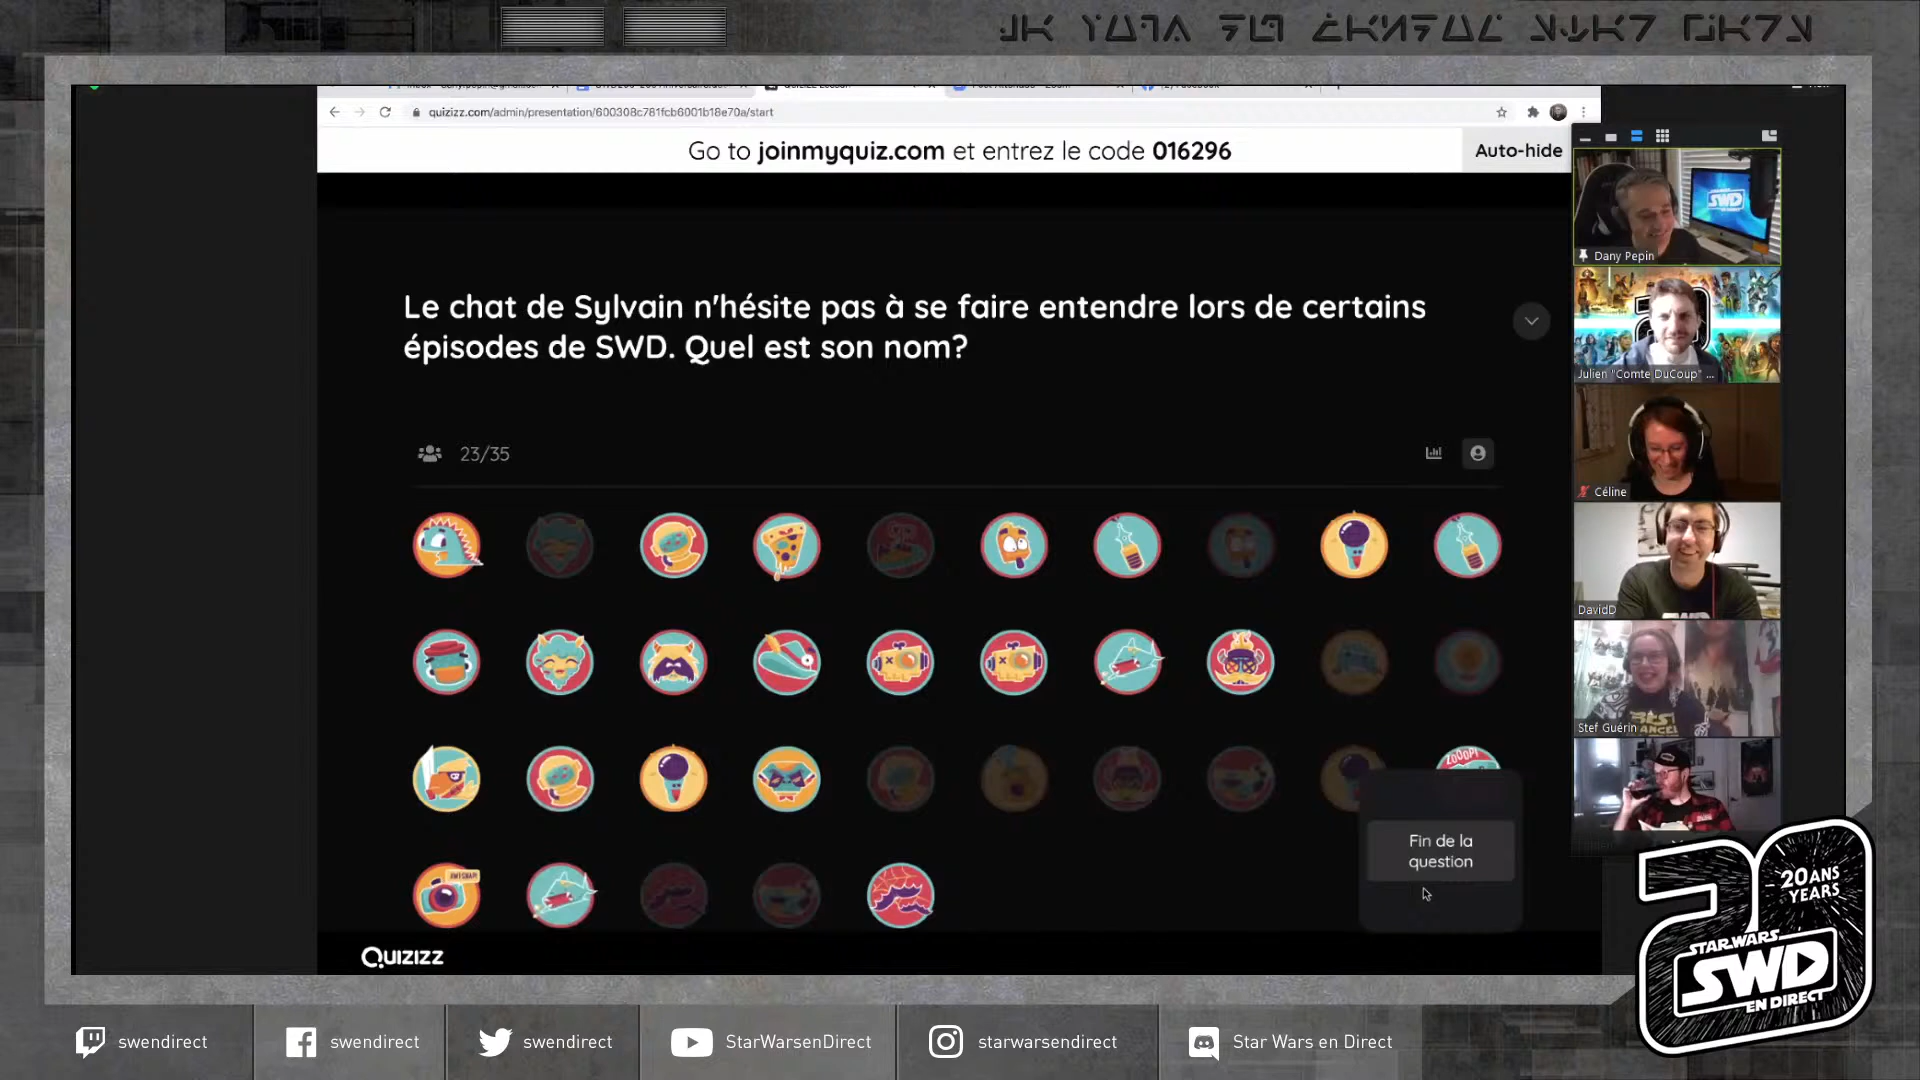 quizizz.com/admin/presentation/600308c781fcb6001b18e70a/start
Go to joinmyquiz.com et entrez le code 016296
Auto-hide
Le chat de Sylvain n'hésite pas à se faire entendre lors de certains
épisodes de SWD. Quel est son nom?
23/35
Fin de la
question
Quizizz
SWD
Dany Pepin
Julien "Comte DuCoup" ...
Céline
DavidD
Stef Guérin
ZOOOP!
20 ANS
YEARS
STAR WARS
SWD
EN DIRECT
swendirect
swendirect
swendirect
StarWarsenDirect
starwarsendirect
Star Wars en Direct